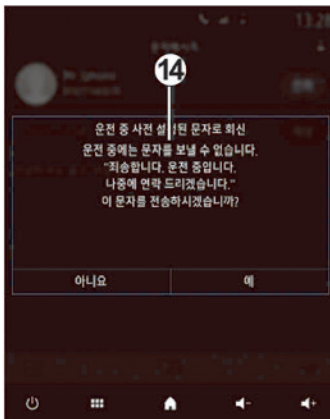 13:28
14
운전 중 사전 설정된 문자로 회신
운전 중에는 문자를 보낼 수 없습니다.
"죄송합니다. 운전 중입니다.
나중에 연락 드리겠습니다."
이 문자를 전송하시겠습니까?
아니요
예